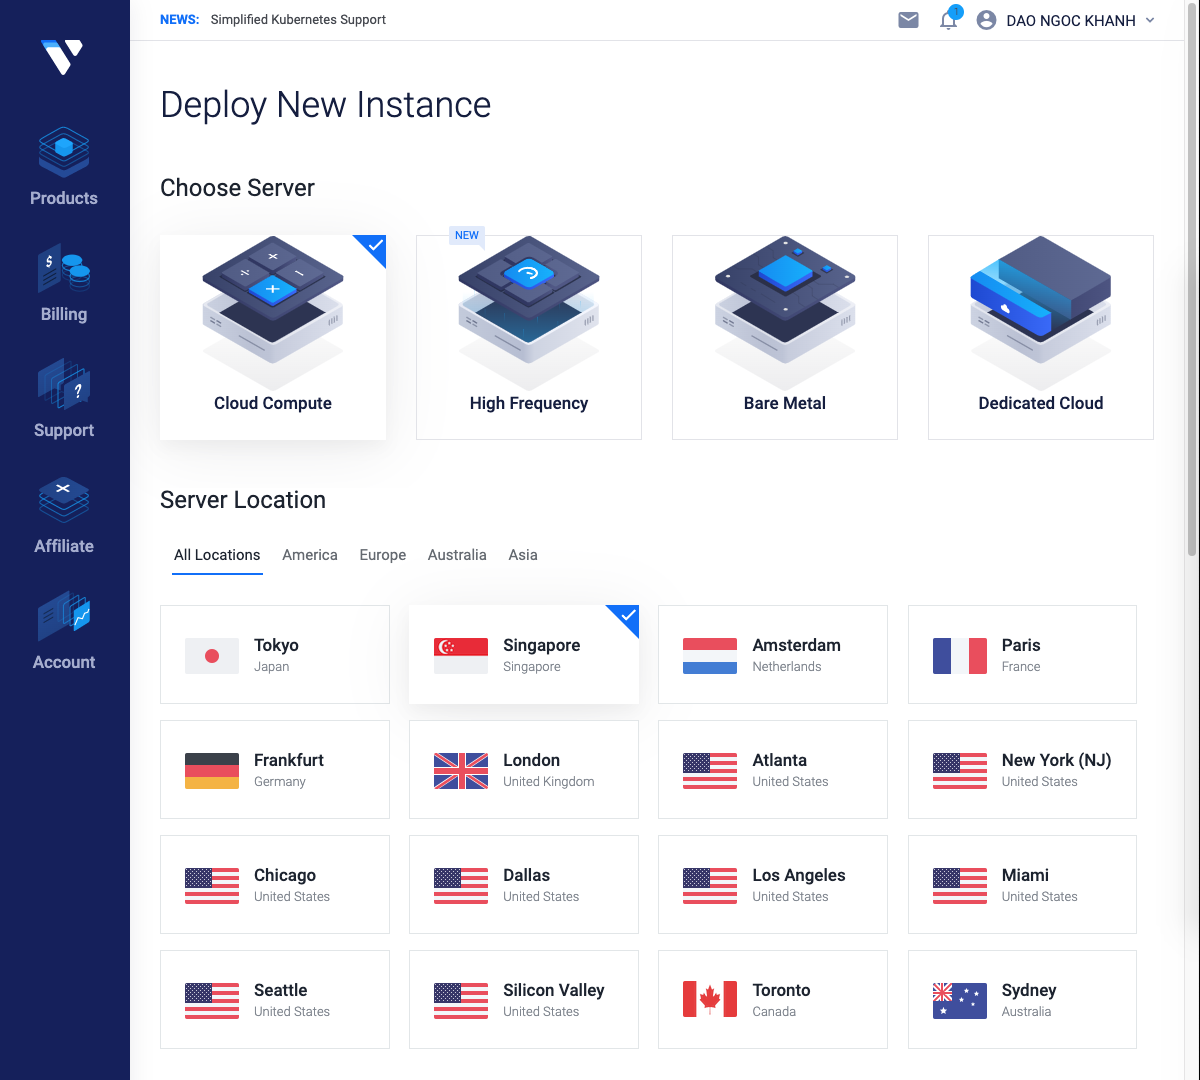 NEWS: Simplified Kubernetes Support
1
DAO NGOC KHANH
Products
Billing
Support
Affiliate
Account
Deploy New Instance
Choose Server
Cloud Compute
NEW
High Frequency
Bare Metal
Dedicated Cloud
Server Location
All Locations America Europe Australia Asia
Tokyo
Japan
Singapore
Singapore
Amsterdam
Netherlands
Paris
France
Frankfurt
Germany
London
United Kingdom
Atlanta
United States
New York (NJ)
United States
Chicago
United States
Dallas
United States
Los Angeles
United States
Miami
United States
Seattle
United States
Silicon Valley
United States
Toronto
Canada
Sydney
Australia